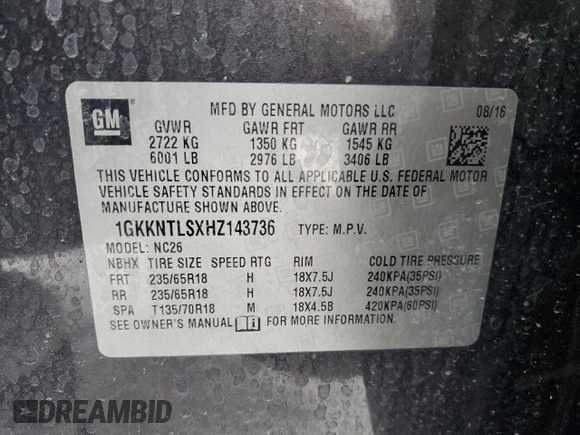 GM
MFD BY GENERAL MOTORS LLC 08/16
GVWR GAWR FRT GAWR RR
2722 KG 1350 KG 1545 KG
6001 LB 2976 LB 3406 LB
THIS VEHICLE CONFORMS TO ALL APPLICABLE U.S. FEDERAL MOTOR
VEHICLE SAFETY STANDARDS IN EFFECT ON THE DATE OF
MANUFACTURE SHOWN ABOVE.
1GKKNTLSXHZ143736 TYPE: M.P.V.
MODEL: NC26
NBHX TIRE SIZE SPEED RTG RIM COLD TIRE PRESSURE
FRT 235/65R18 H 18X7.5J 240KPA(35PSI)
RR 235/65R18 H 18X7.5J 240KPA(35PSI)
SPA T135/70R18 M 18X4.5B 420KPA(60PSI)
SEE OWNER'S MANUAL FOR MORE INFORMATION.
DREAMBID